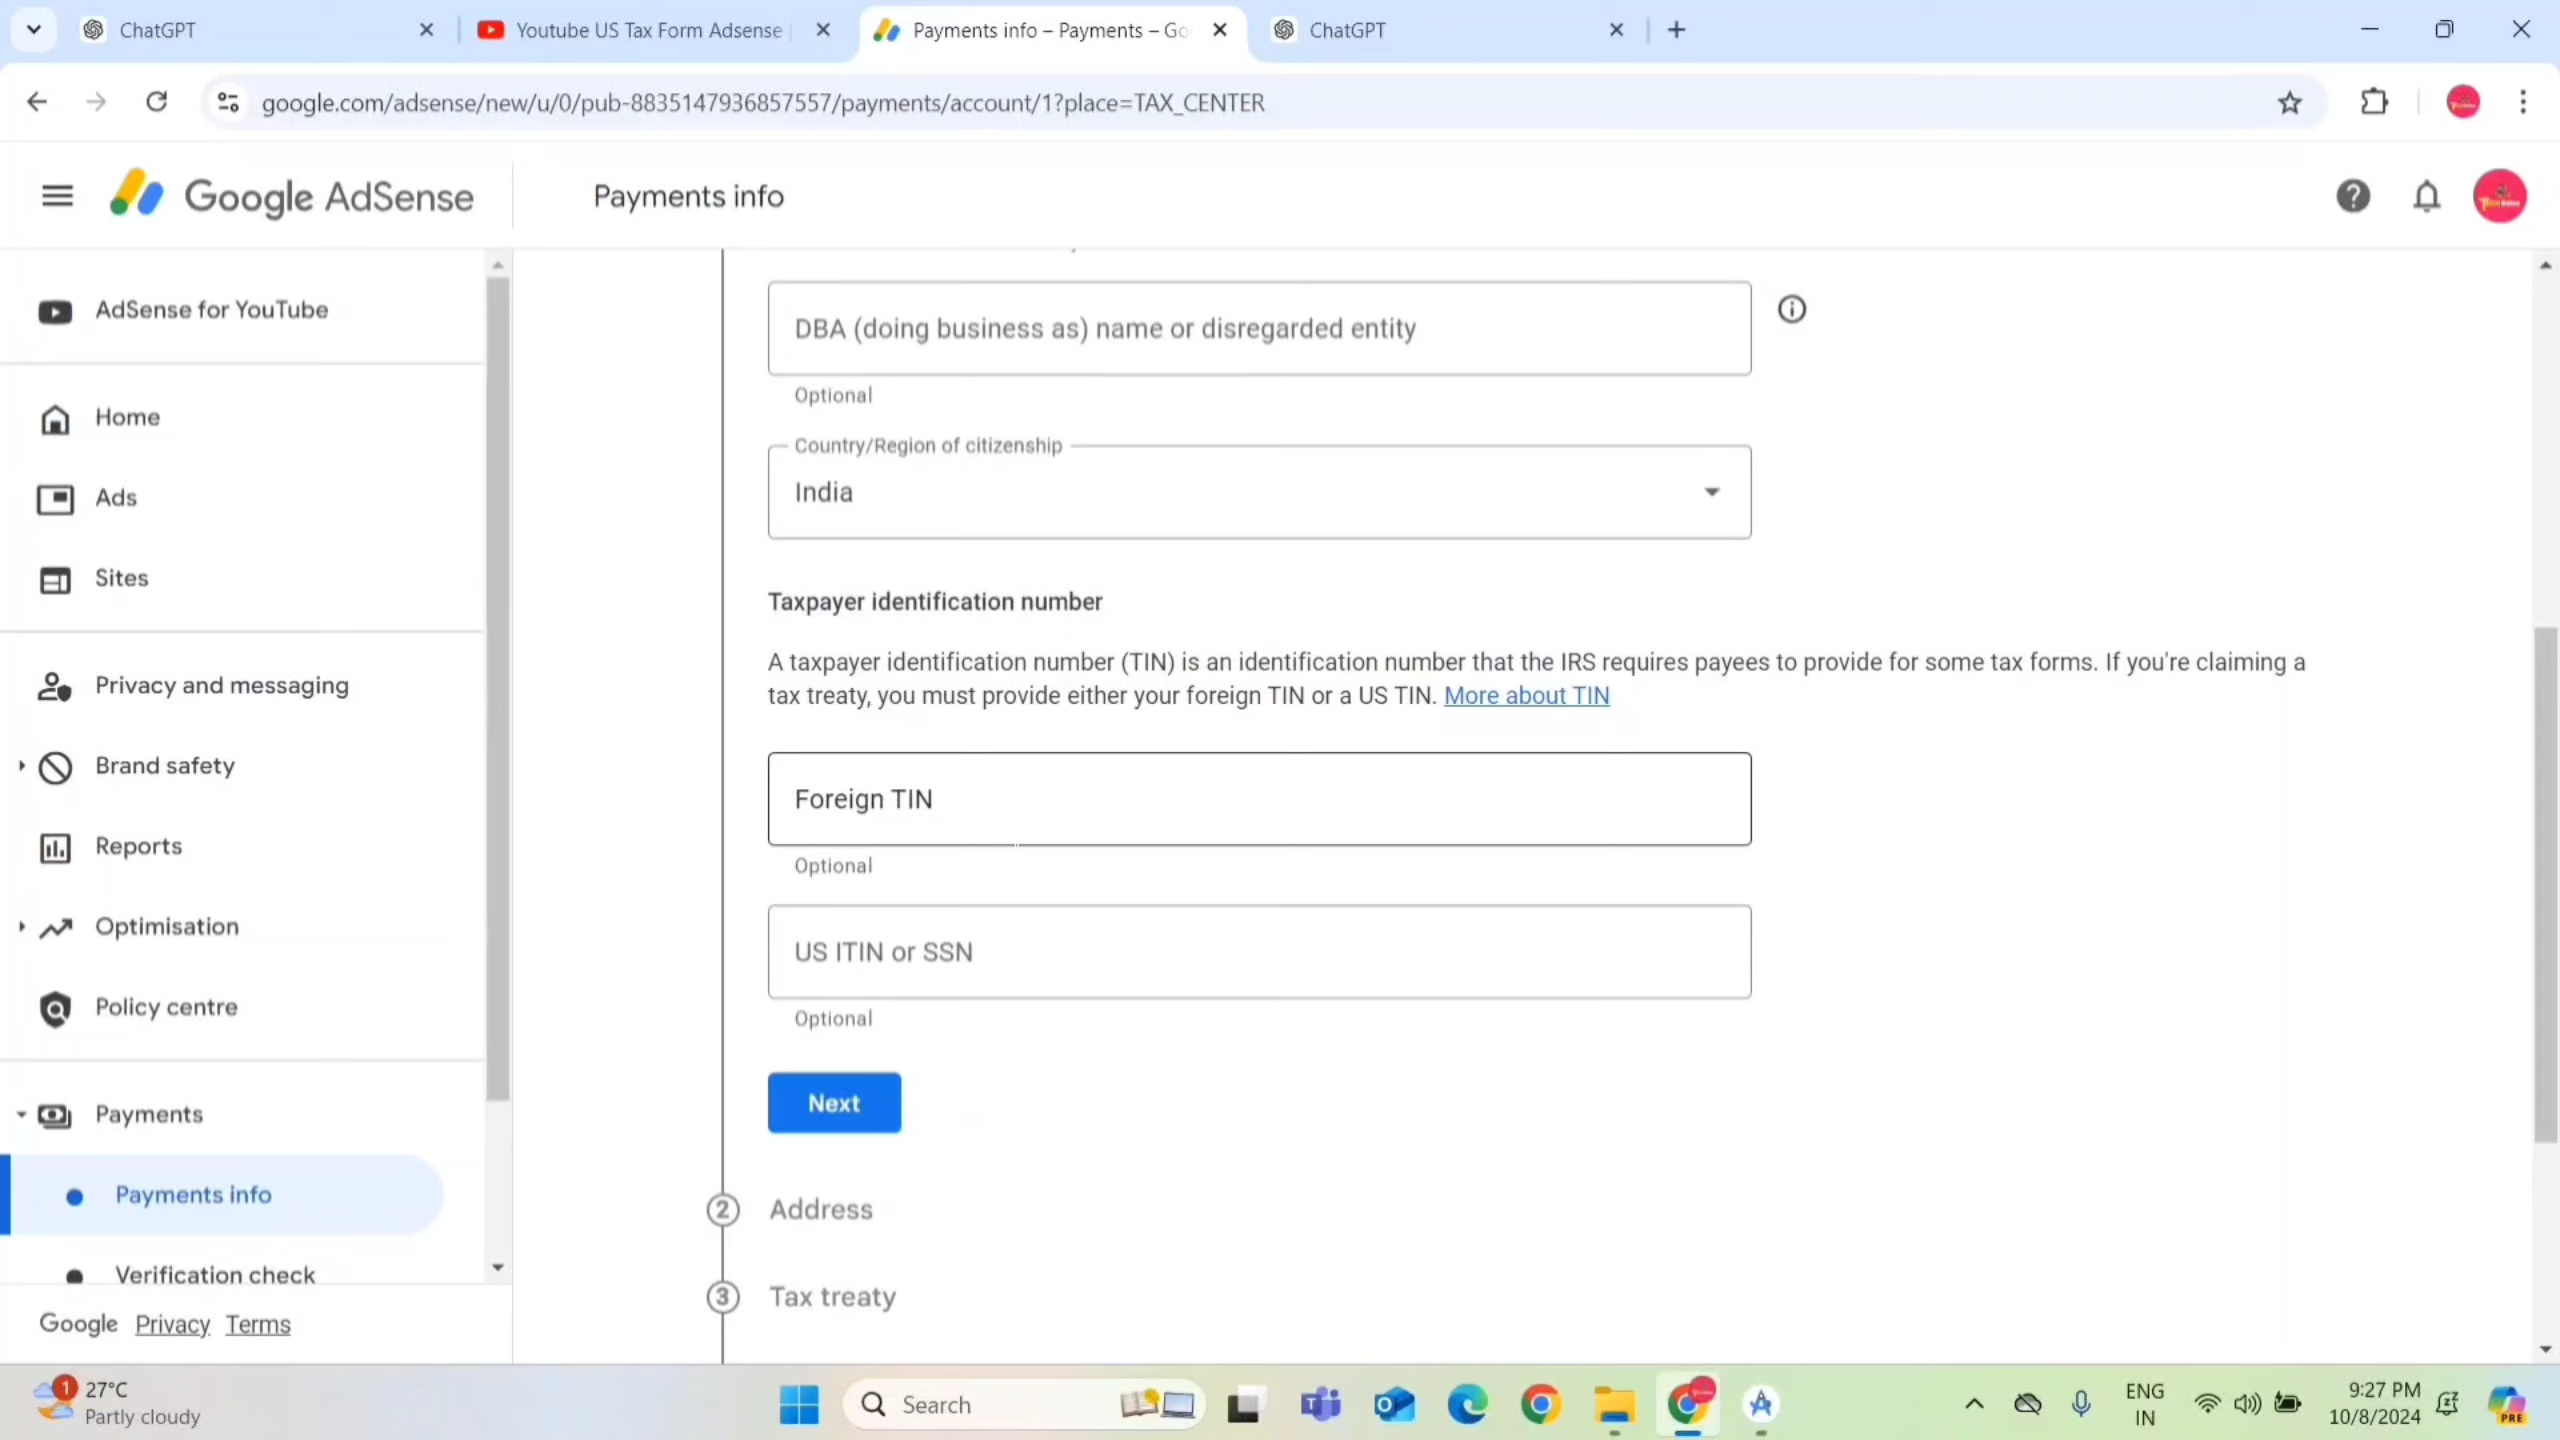 ChatGPT
Youtube US Tax Form Adsense
Payments info – Payments – Go
ChatGPT
google.com/adsense/new/u/0/pub-8835147936857557/payments/account/1?place=TAX_CENTER
Google AdSense
Payments info
AdSense for YouTube
Home
Ads
Sites
Privacy and messaging
Brand safety
Reports
Optimisation
Policy centre
Payments
Payments info
Verification check
Google Privacy Terms
DBA (doing business as) name or disregarded entity
Optional
Country/Region of citizenship
India
Taxpayer identification number
A taxpayer identification number (TIN) is an identification number that the IRS requires payees to provide for some tax forms. If you're claiming a
tax treaty, you must provide either your foreign TIN or a US TIN. More about TIN
Foreign TIN
Optional
US ITIN or SSN
Optional
Next
2 Address
3 Tax treaty
1
27°C
Partly cloudy
Search
ENG
IN
9:27 PM
10/8/2024
PRE